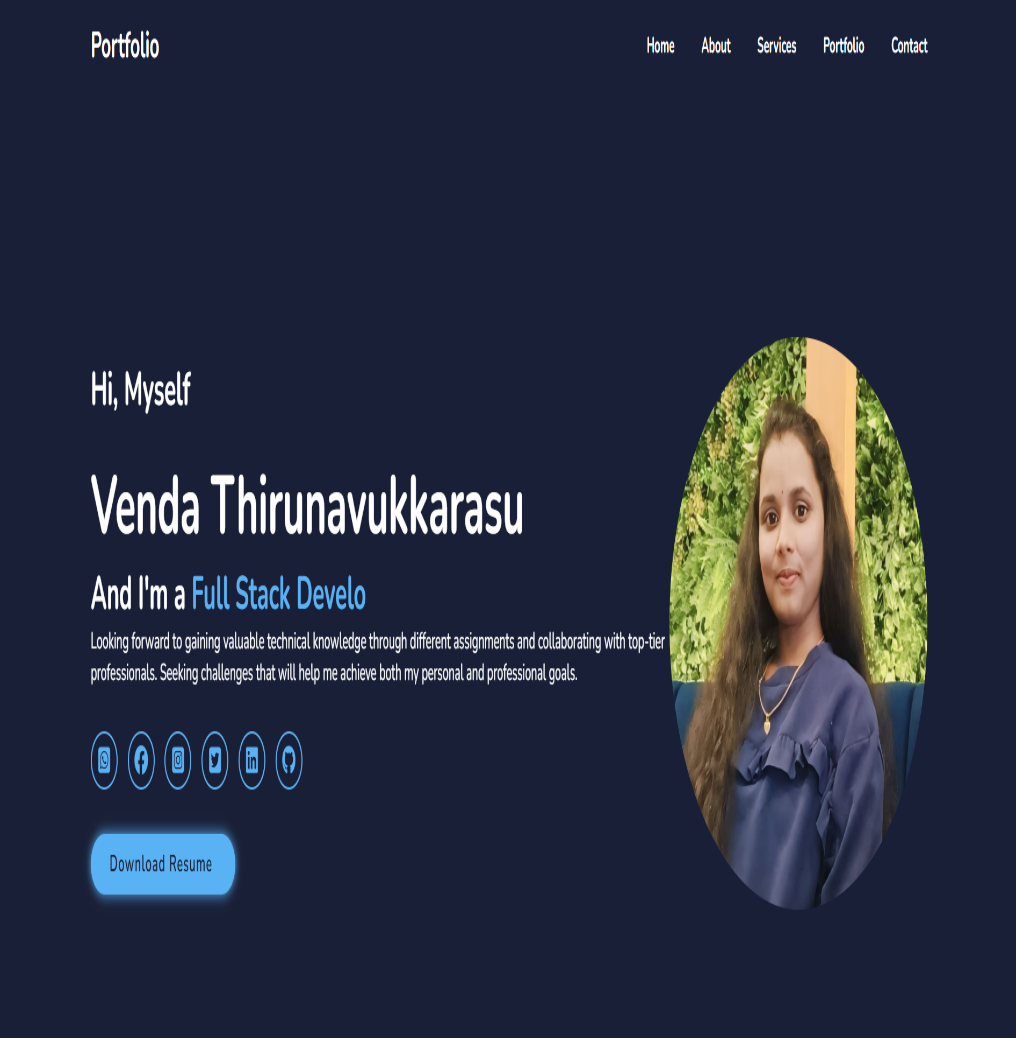 Portfolio
Home About Services Portfolio Contact
Hi, Myself
Venda Thirunavukkarasu
And I'm a Full Stack Develo
Looking forward to gaining valuable technical knowledge through different assignments and collaborating with top-tier
professionals. Seeking challenges that will help me achieve both my personal and professional goals.
in
Download Resume